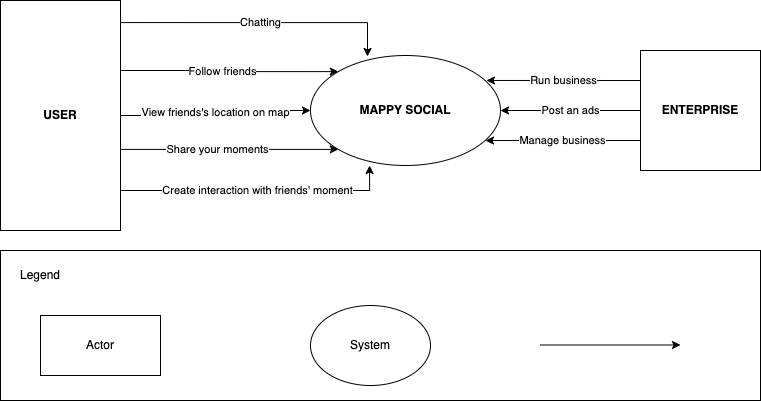 Chatting
Follow friends
USER
View friends's location on map
Share your moments
Create interaction with friends' moment
MAPPY SOCIAL
Run business
Post an ads
Manage business
ENTERPRISE
Legend
Actor
System